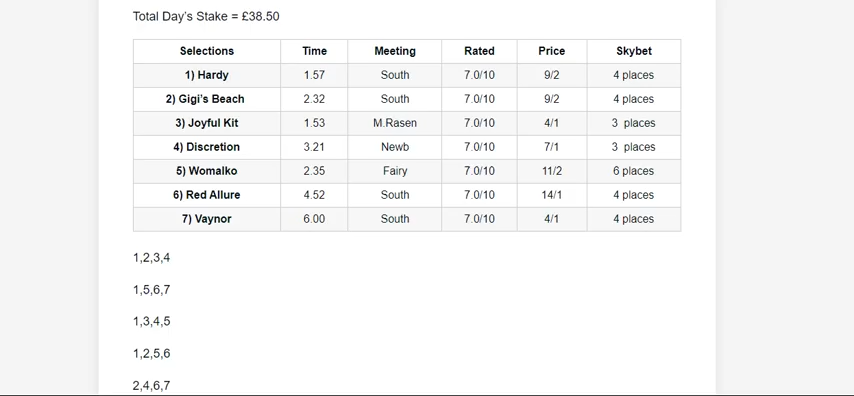 Total Day’s Stake = £38.50
Selections Time Meeting Rated Price Skybet
1) Hardy 1.57 South 7.0/10 9/2 4 places
2) Gigi’s Beach 2.32 South 7.0/10 9/2 4 places
3) Joyful Kit 1.53 M.Rasen 7.0/10 4/1 3 places
4) Discretion 3.21 Newb 7.0/10 7/1 3 places
5) Womalko 2.35 Fairy 7.0/10 11/2 6 places
6) Red Allure 4.52 South 7.0/10 14/1 4 places
7) Vaynor 6.00 South 7.0/10 4/1 4 places
1,2,3,4
1,5,6,7
1,3,4,5
1,2,5,6
2,4,6,7